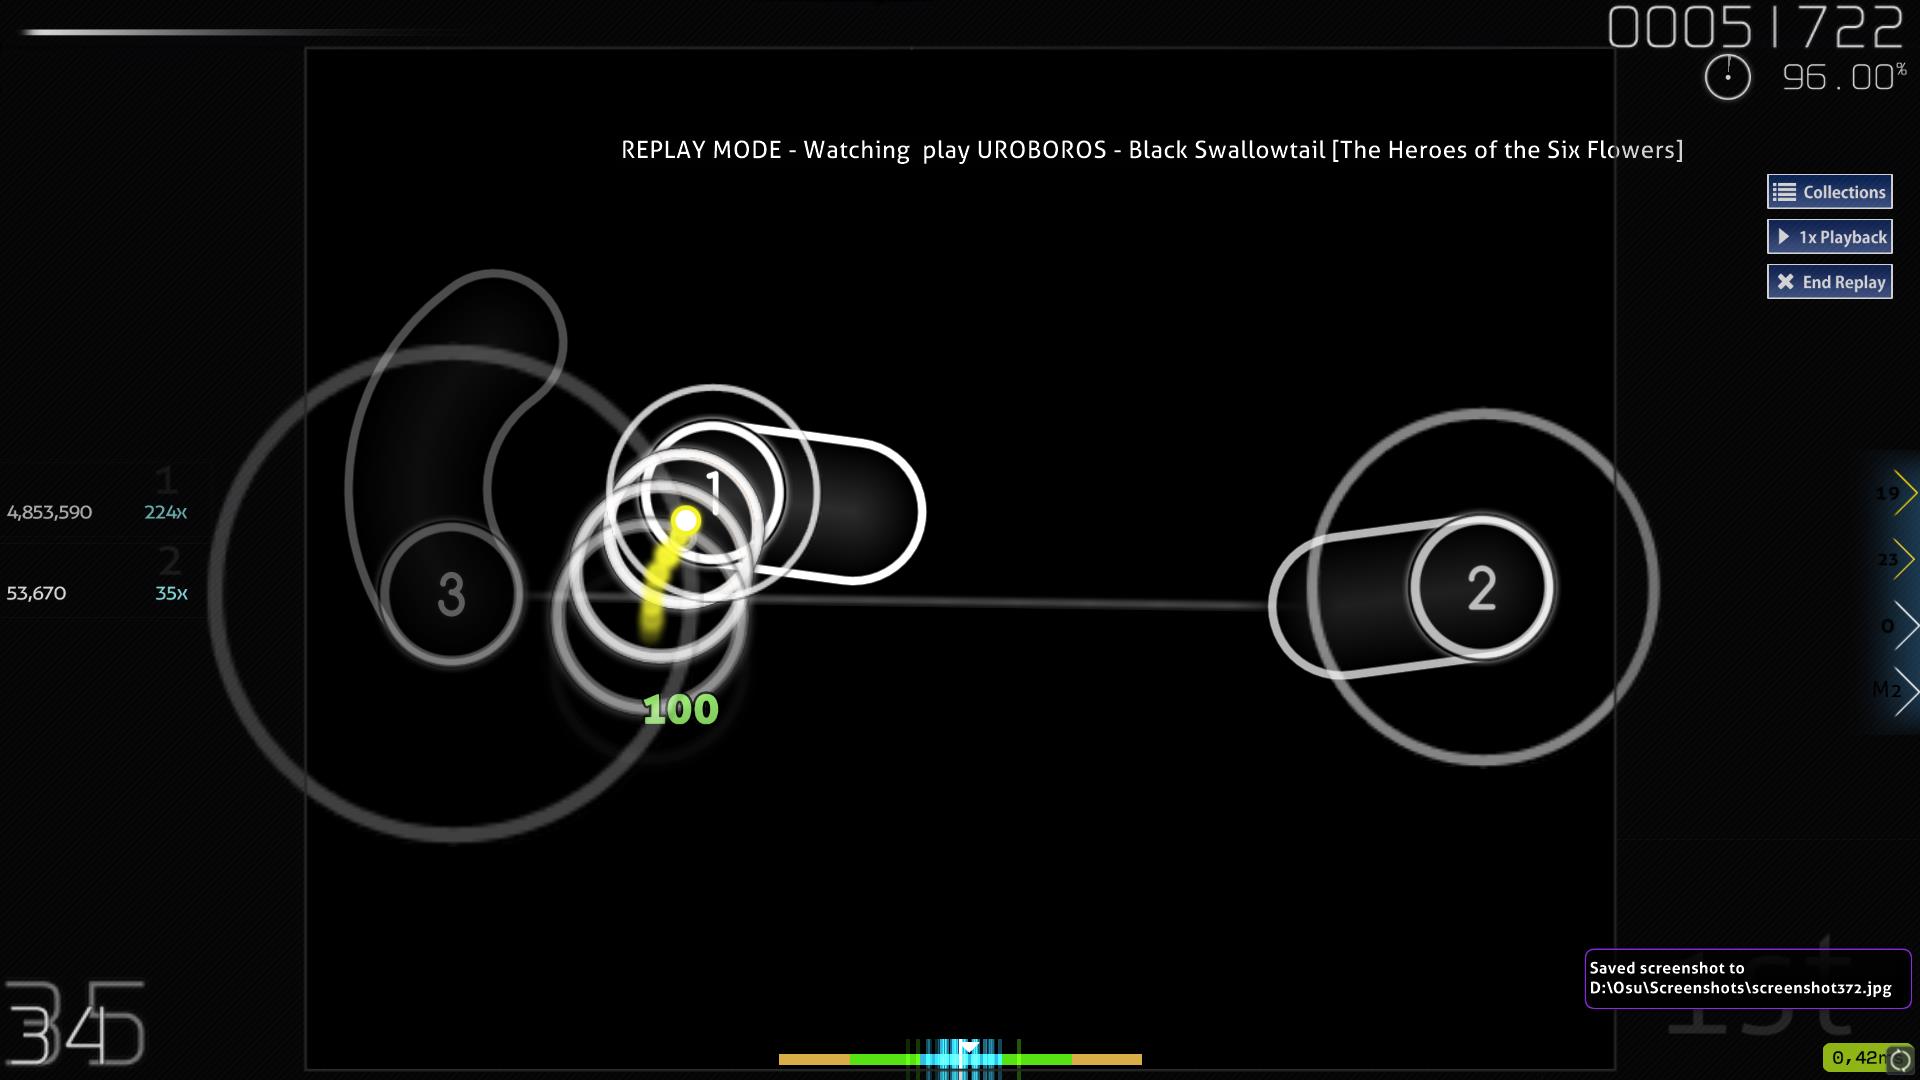 00051722
96.00%
REPLAY MODE - Watching  play UROBOROS - Black Swallowtail [The Heroes of the Six Flowers]
Collections
1x Playback
End Replay
1
4,853,590 224x
2
53,670 35x
1
2
3
100
19
23
0
M2
Saved screenshot to
D:\Osu\Screenshots\screenshot372.jpg
1st
34
35